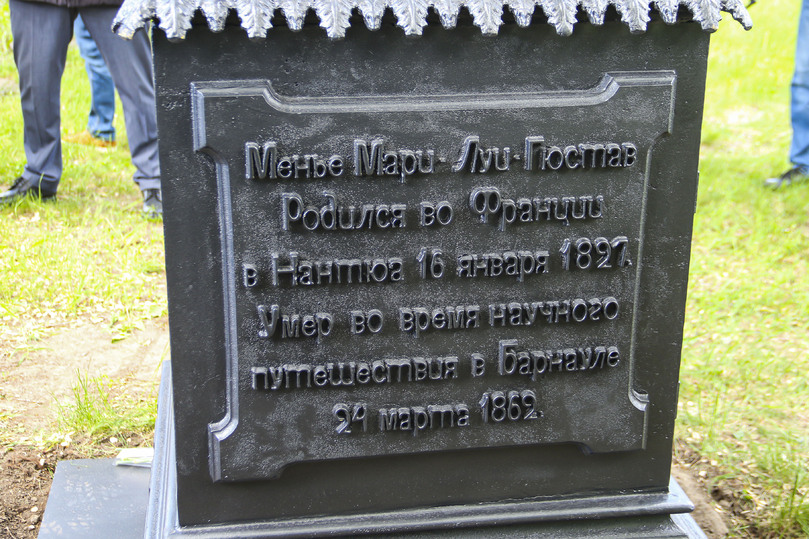 Менье Мари-Луи-Гюстав
Родился во Франции
в Нантюа 16 января 1827.
Умер во время научного
путешествия в Барнауле
24 марта 1862.